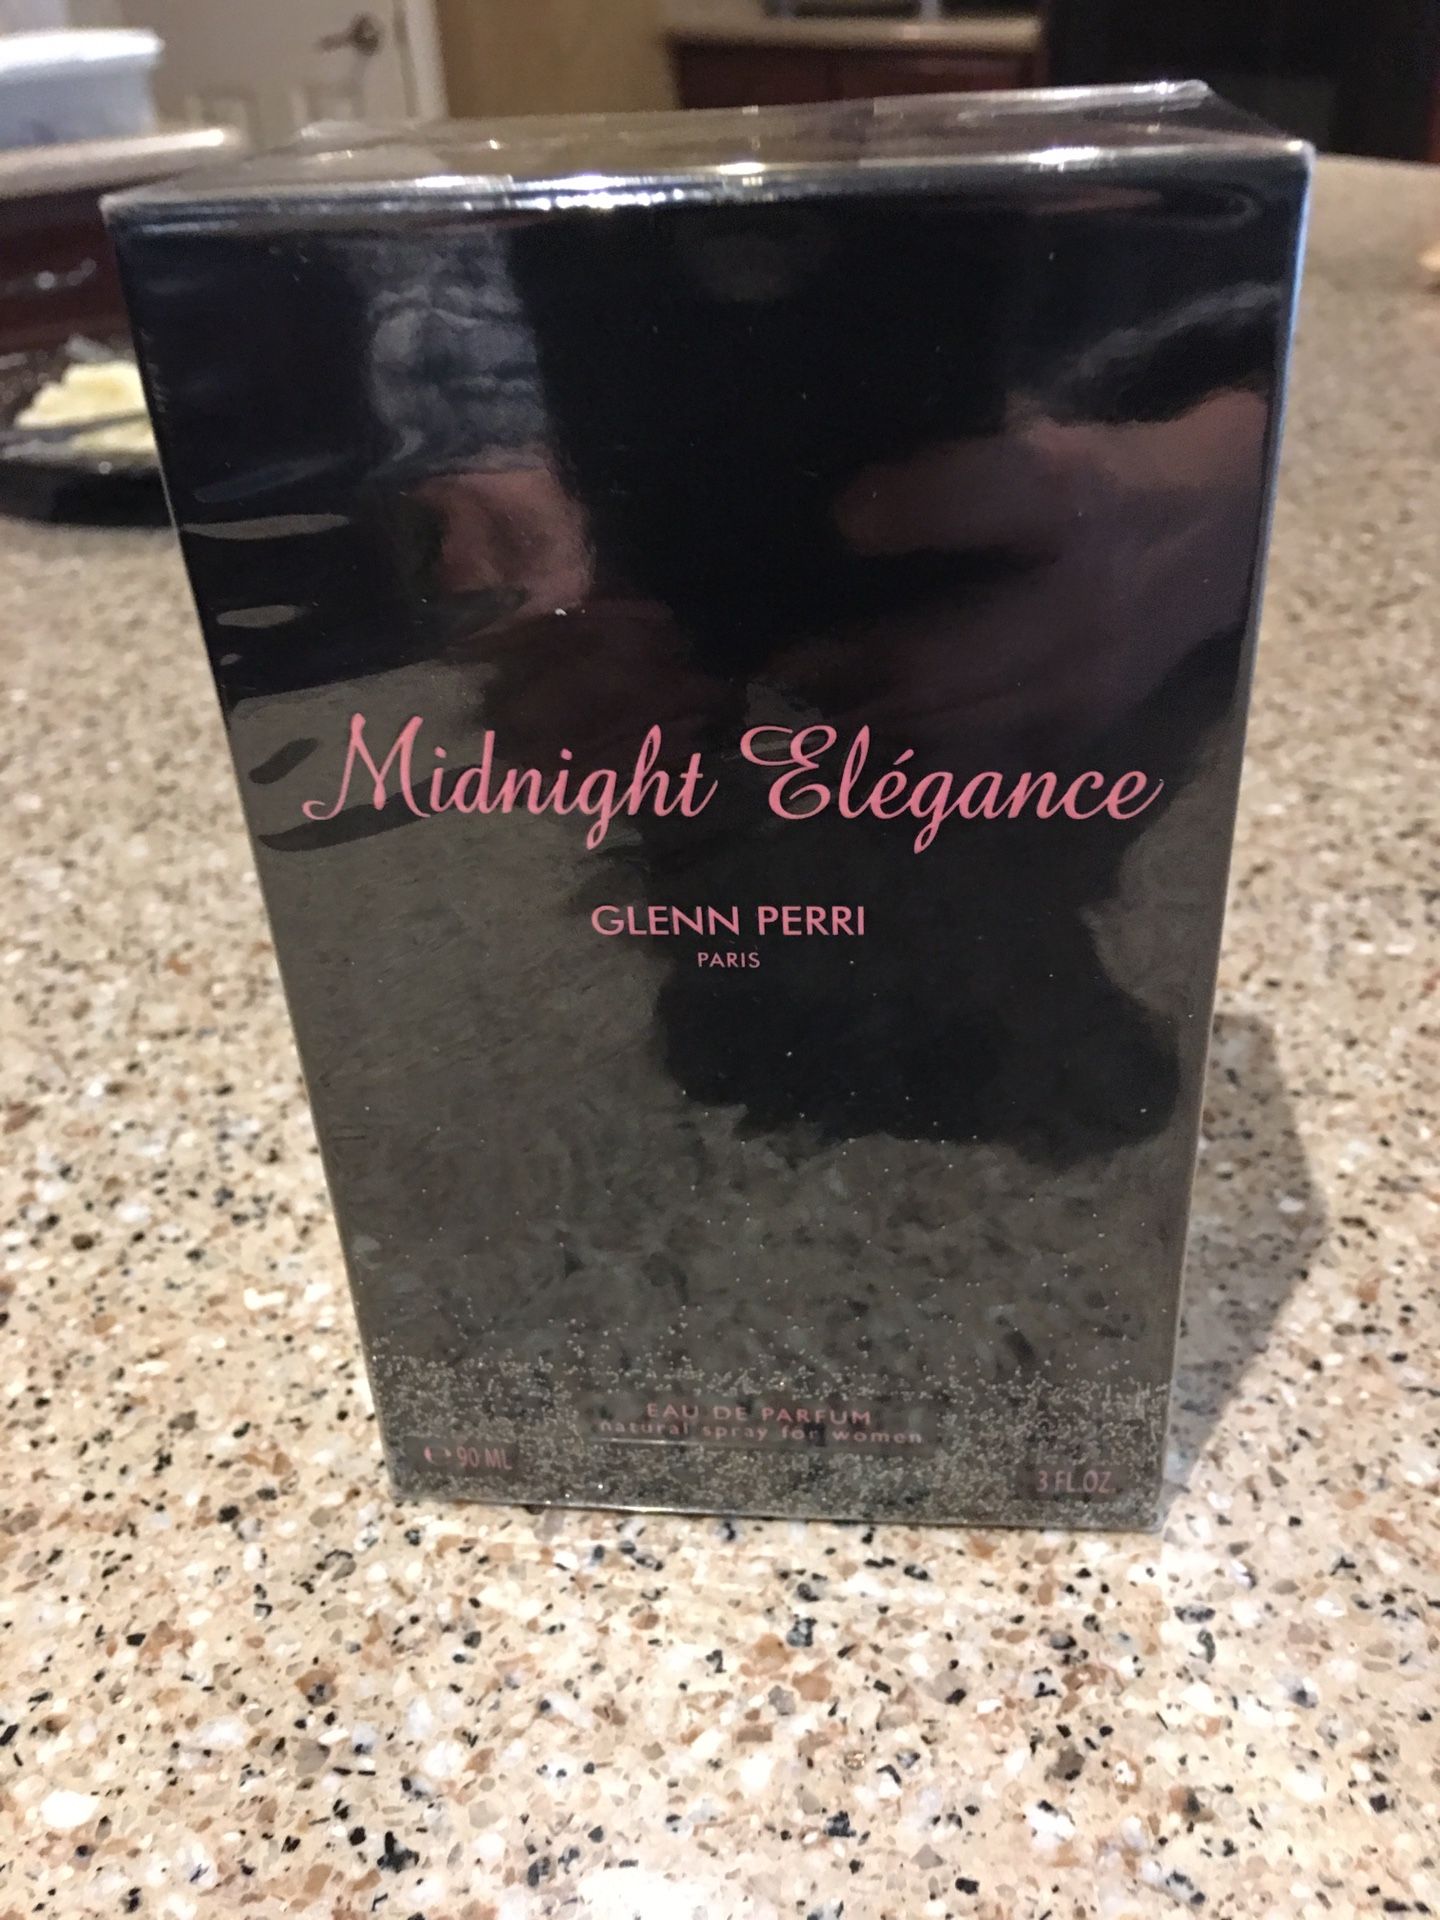 Midnight Elégance
GLENN PERRI
PARIS
EAU DE PARFUM
natural spray for women
℮ 90 ML
3 FL.OZ.